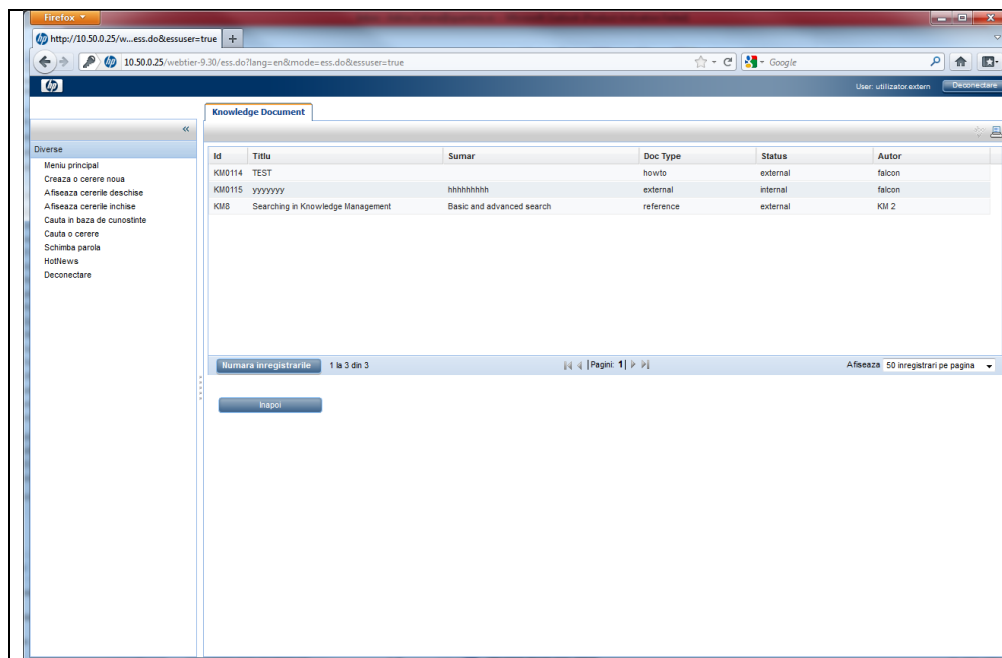 Firefox
http://10.50.0.25/w...ess.do&essuser=true
10.50.0.25/webtier-9.30/ess.do?lang=en&mode=ess.do&essuser=true
Google
hp
User: utilizator.extern Deconectare
Knowledge Document
«
Diverse
Meniu principal
Creaza o cerere noua
Afiseaza cererile deschise
Afiseaza cererile inchise
Cauta in baza de cunostinte
Cauta o cerere
Schimba parola
HotNews
Deconectare
Id Titlu Sumar Doc Type Status Autor
KM0114 TEST howto external falcon
KM0115 yyyyyyy hhhhhhhhh external internal falcon
KM8 Searching in Knowledge Management Basic and advanced search reference external KM 2
Numara inregistrarile 1 la 3 din 3 |Pagini: 1| Afiseaza 50 inregistrari pe pagina
Inapoi